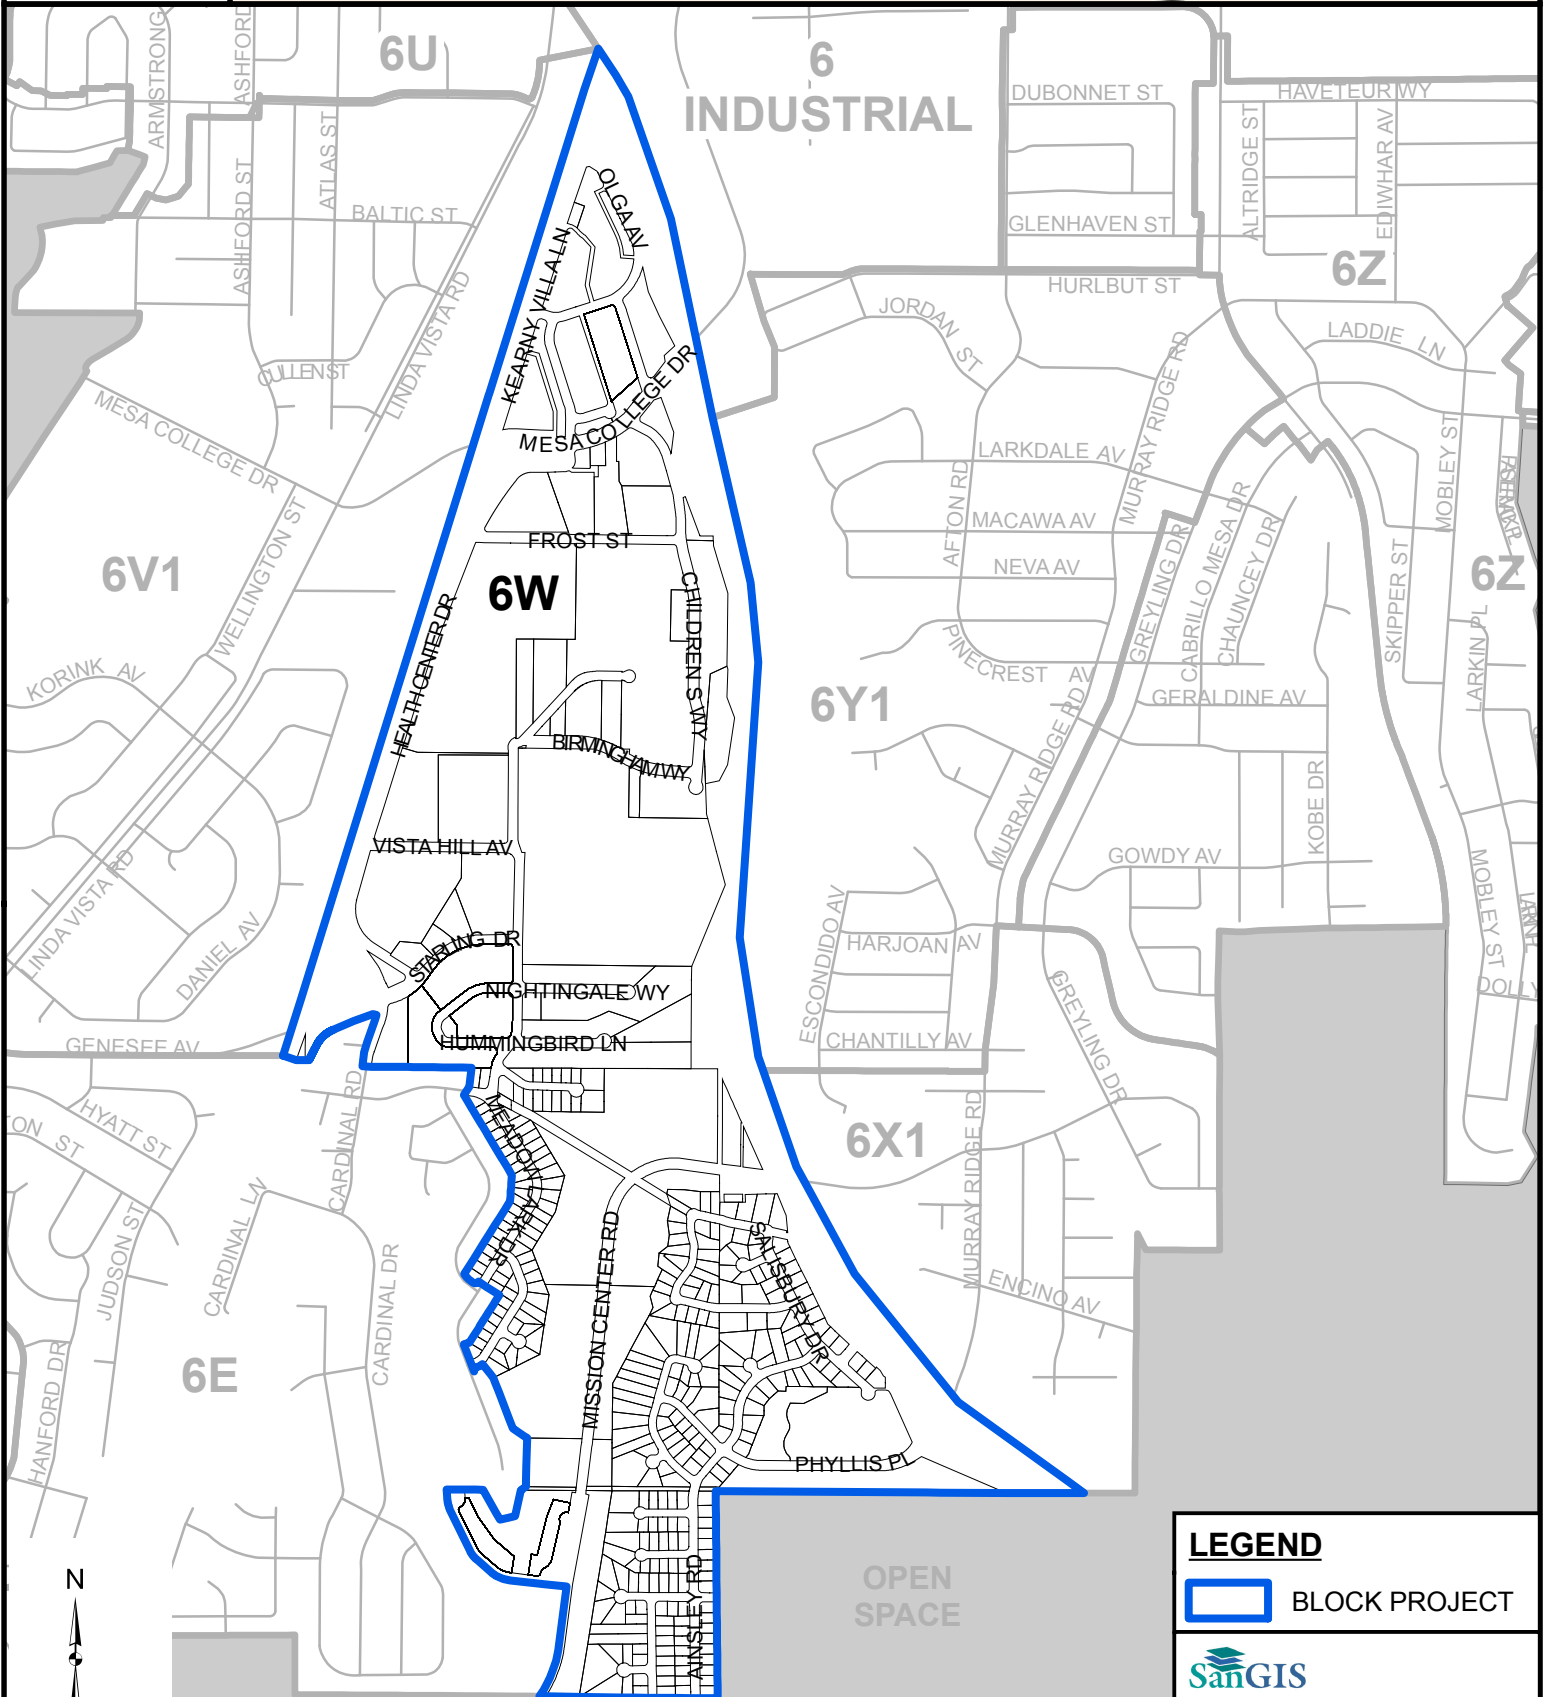 6U
6
INDUSTRIAL
ARMSTRONG
ASHFORD
DUBONNET ST
HAVETEUR WY
ASHFORD ST
ATLAS ST
BALTIC ST
OLGA AV
GLENHAVEN ST
ALTRIDGE ST
EDIWHAR AV
6Z
HURLBUT ST
KEARNY VILLA LN
LINDA VISTA RD
JORDAN ST
LADDIE LN
CULLEN ST
MESA COLLEGE DR
MESA COLLEGE DR
MURRAY RIDGE RD
LARKDALE AV
AFTON RD
MACAWA AV
NEVA AV
MOBLEY ST
WELLINGTON ST
FROST ST
6V1
6W
6Z
HEALTH CENTER DR
CHILDRENS WY
GREYLING DR
CABRILLO MESA DR
CHAUNCEY DR
SKIPPER ST
LARKIN PL
KORINK AV
PINECREST AV
GERALDINE AV
6Y1
BIRMINGHAM WY
MURRAY RIDGE RD
KOBE DR
VISTA HILL AV
GOWDY AV
LINDA VISTA RD
DANIEL AV
STARLING DR
ESCONDIDO AV
HARJOAN AV
MOBLEY ST
DOLLY
NIGHTINGALE WY
HUMMINGBIRD LN
GENESEE AV
CHANTILLY AV
GREYLING DR
HYATT ST
ON ST
CARDINAL RD
MEADOW LARK DR
6X1
MURRAY RIDGE RD
CARDINAL LN
JUDSON ST
CARDINAL DR
MISSION CENTER RD
SALISBURY DR
ENCINO AV
HANFORD DR
6E
PHYLLIS PL
AINSLEY RD
OPEN
SPACE
N
LEGEND
BLOCK PROJECT
SanGIS